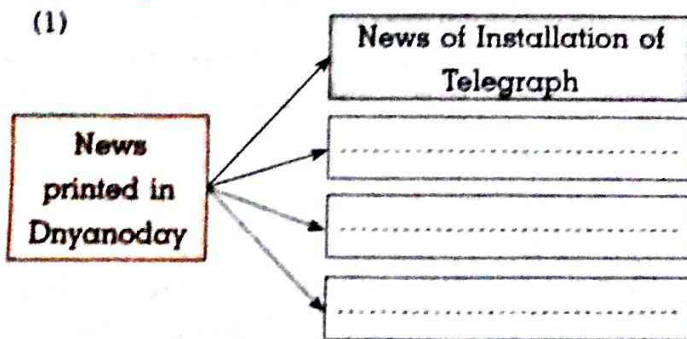 (1)
News of Installation of
Telegraph
News
printed in
Dnyanoday